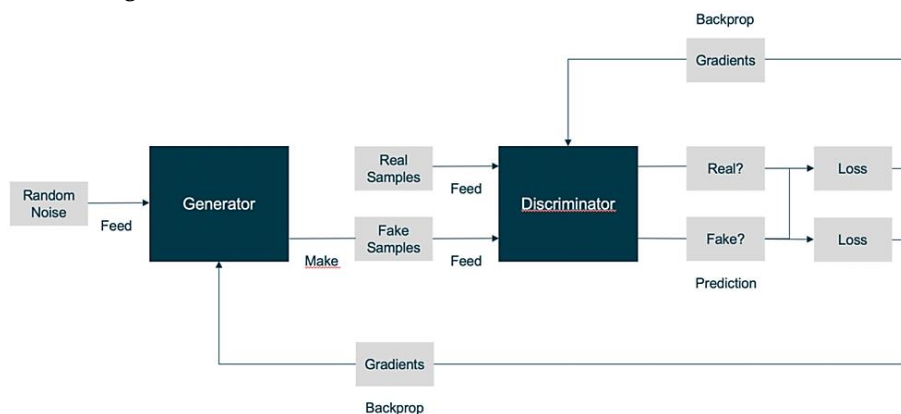 Backprop
Gradients
Real
Samples
Feed
Real?
Loss
Random
Noise
Feed
Generator
Discriminator
Make
Fake
Samples
Feed
Fake?
Loss
Prediction
Gradients
Backprop